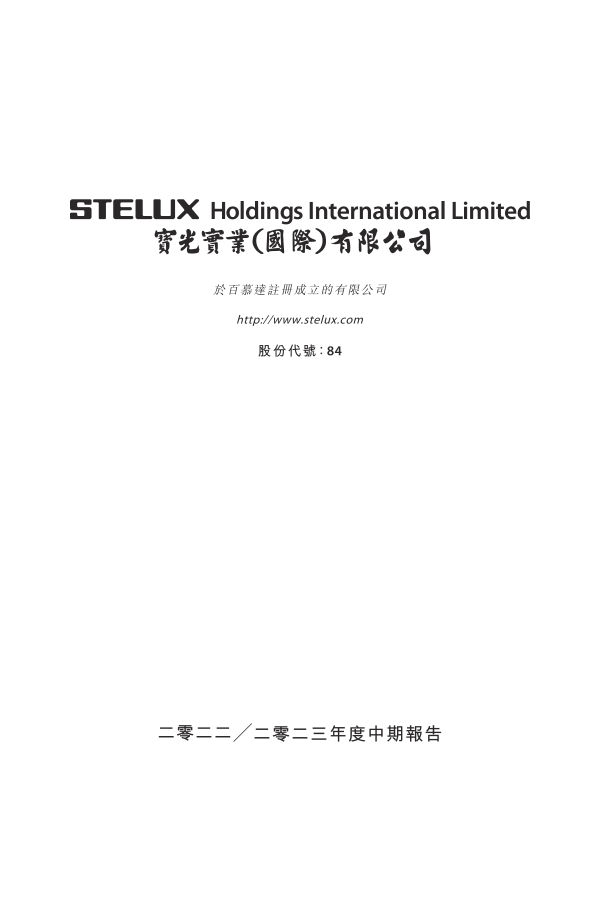 STELUX Holdings International Limited
寶光實業(國際)有限公司
於百慕達註冊成立的有限公司
http://www.stelux.com
股份代號：84
二零二二／二零二三年度中期報告